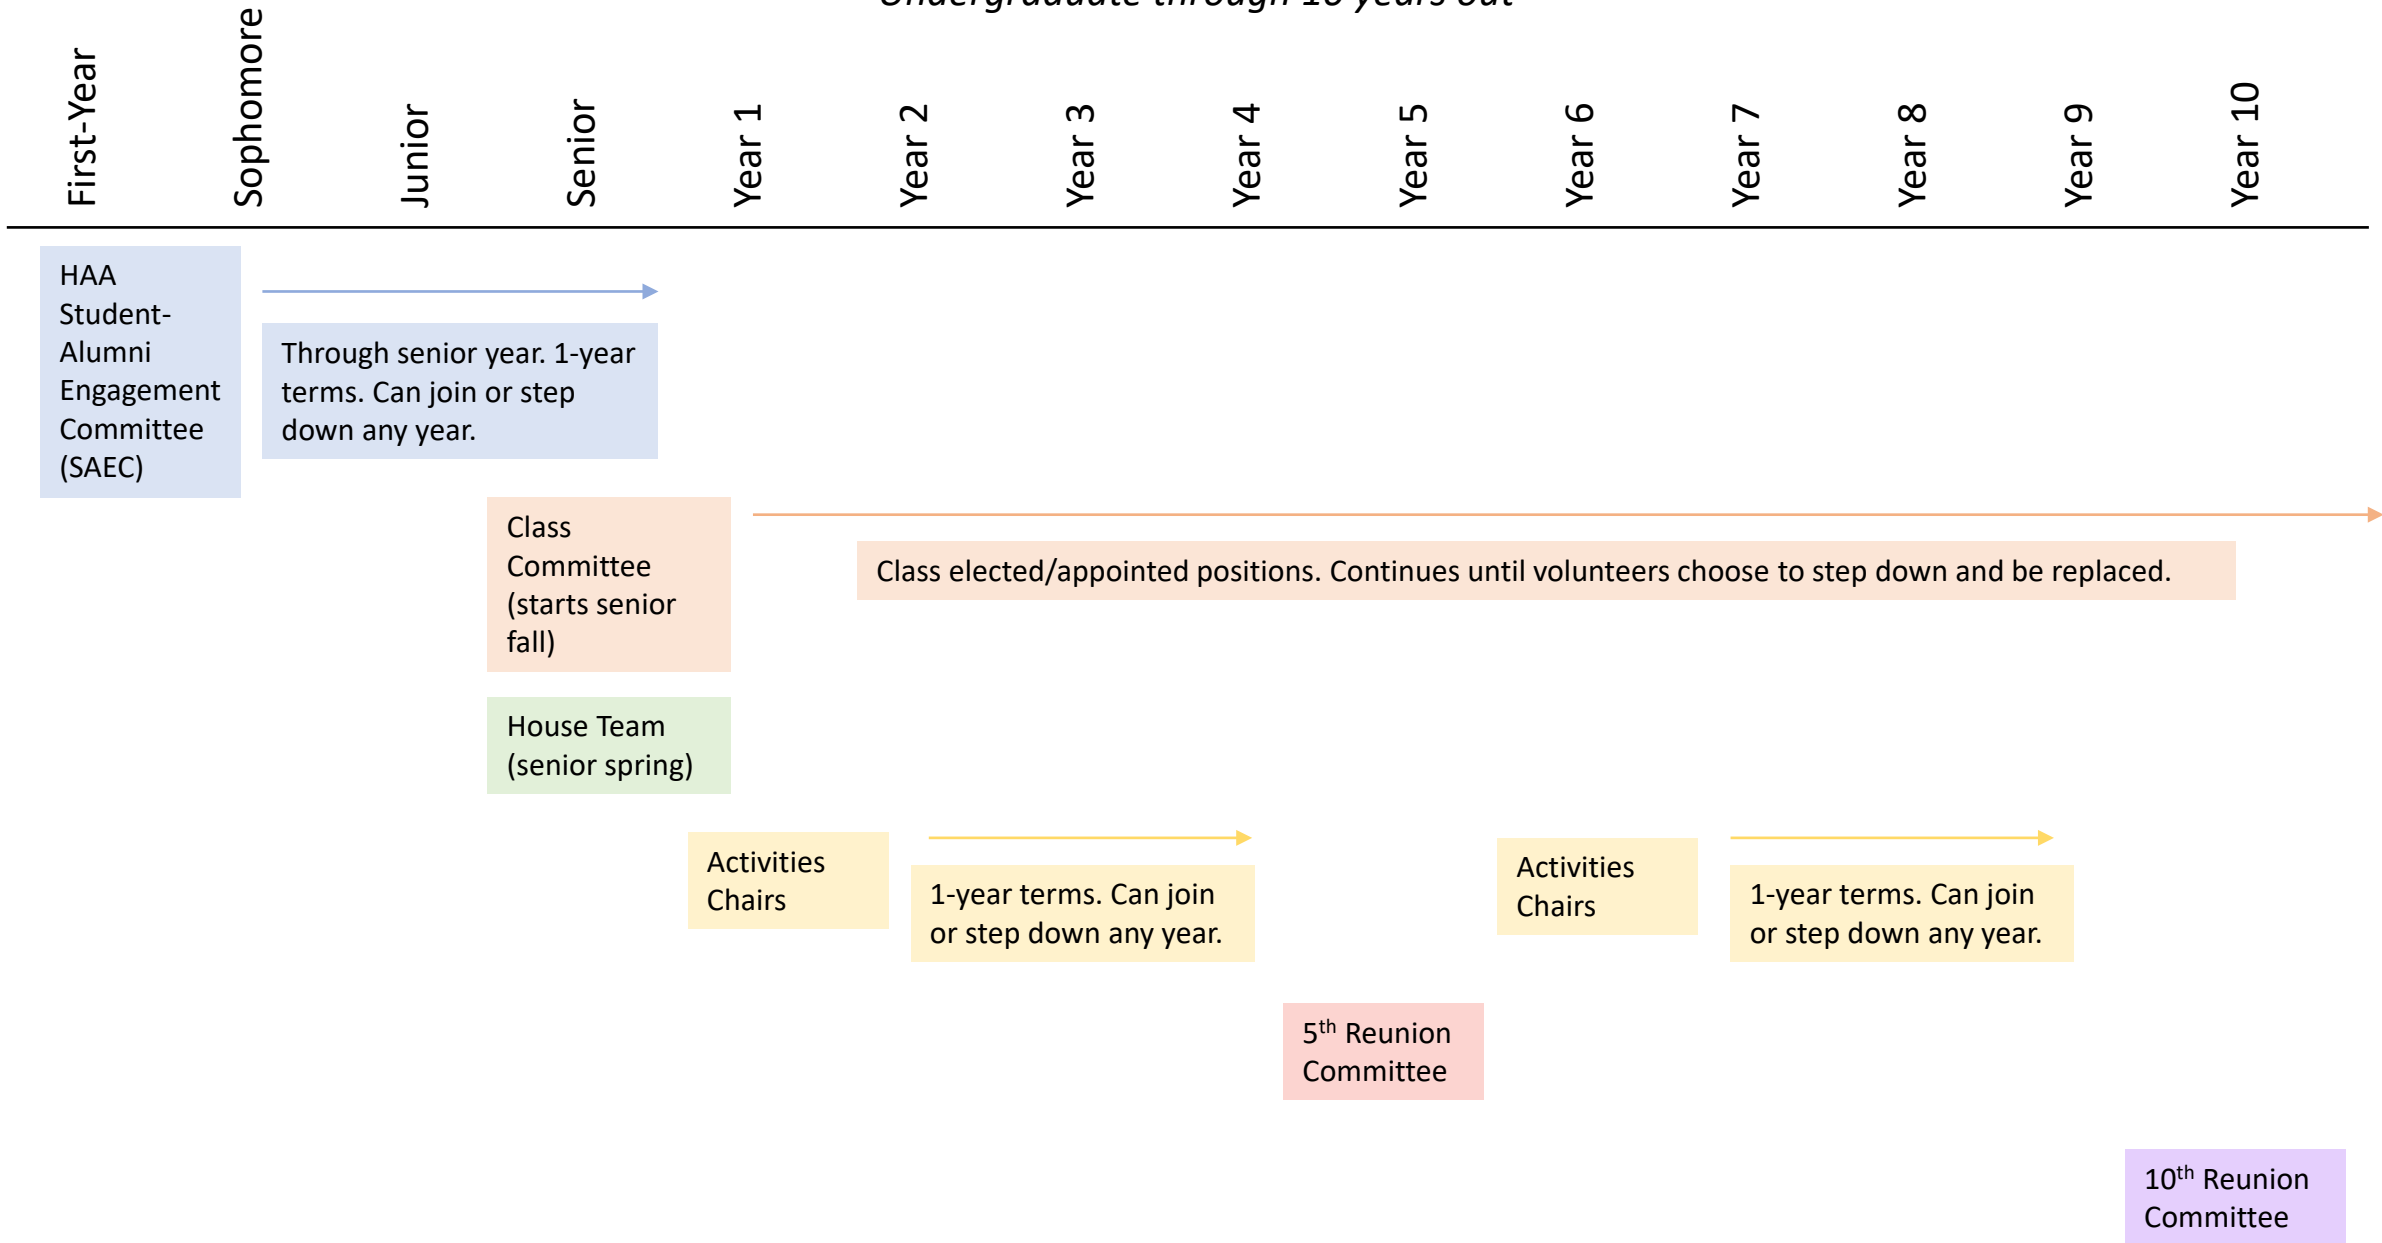 Undergraduate through 10 years out
First-Year
Sophomore
Junior
Senior
Year 1
Year 2
Year 3
Year 4
Year 5
Year 6
Year 7
Year 8
Year 9
Year 10
HAA
Student-
Alumni
Engagement
Committee
(SAEC)
Through senior year. 1-year
terms. Can join or step
down any year.
Class
Committee
(starts senior
fall)
Class elected/appointed positions. Continues until volunteers choose to step down and be replaced.
House Team
(senior spring)
Activities
Chairs
1-year terms. Can join
or step down any year.
Activities
Chairs
1-year terms. Can join
or step down any year.
5th Reunion
Committee
10th Reunion
Committee